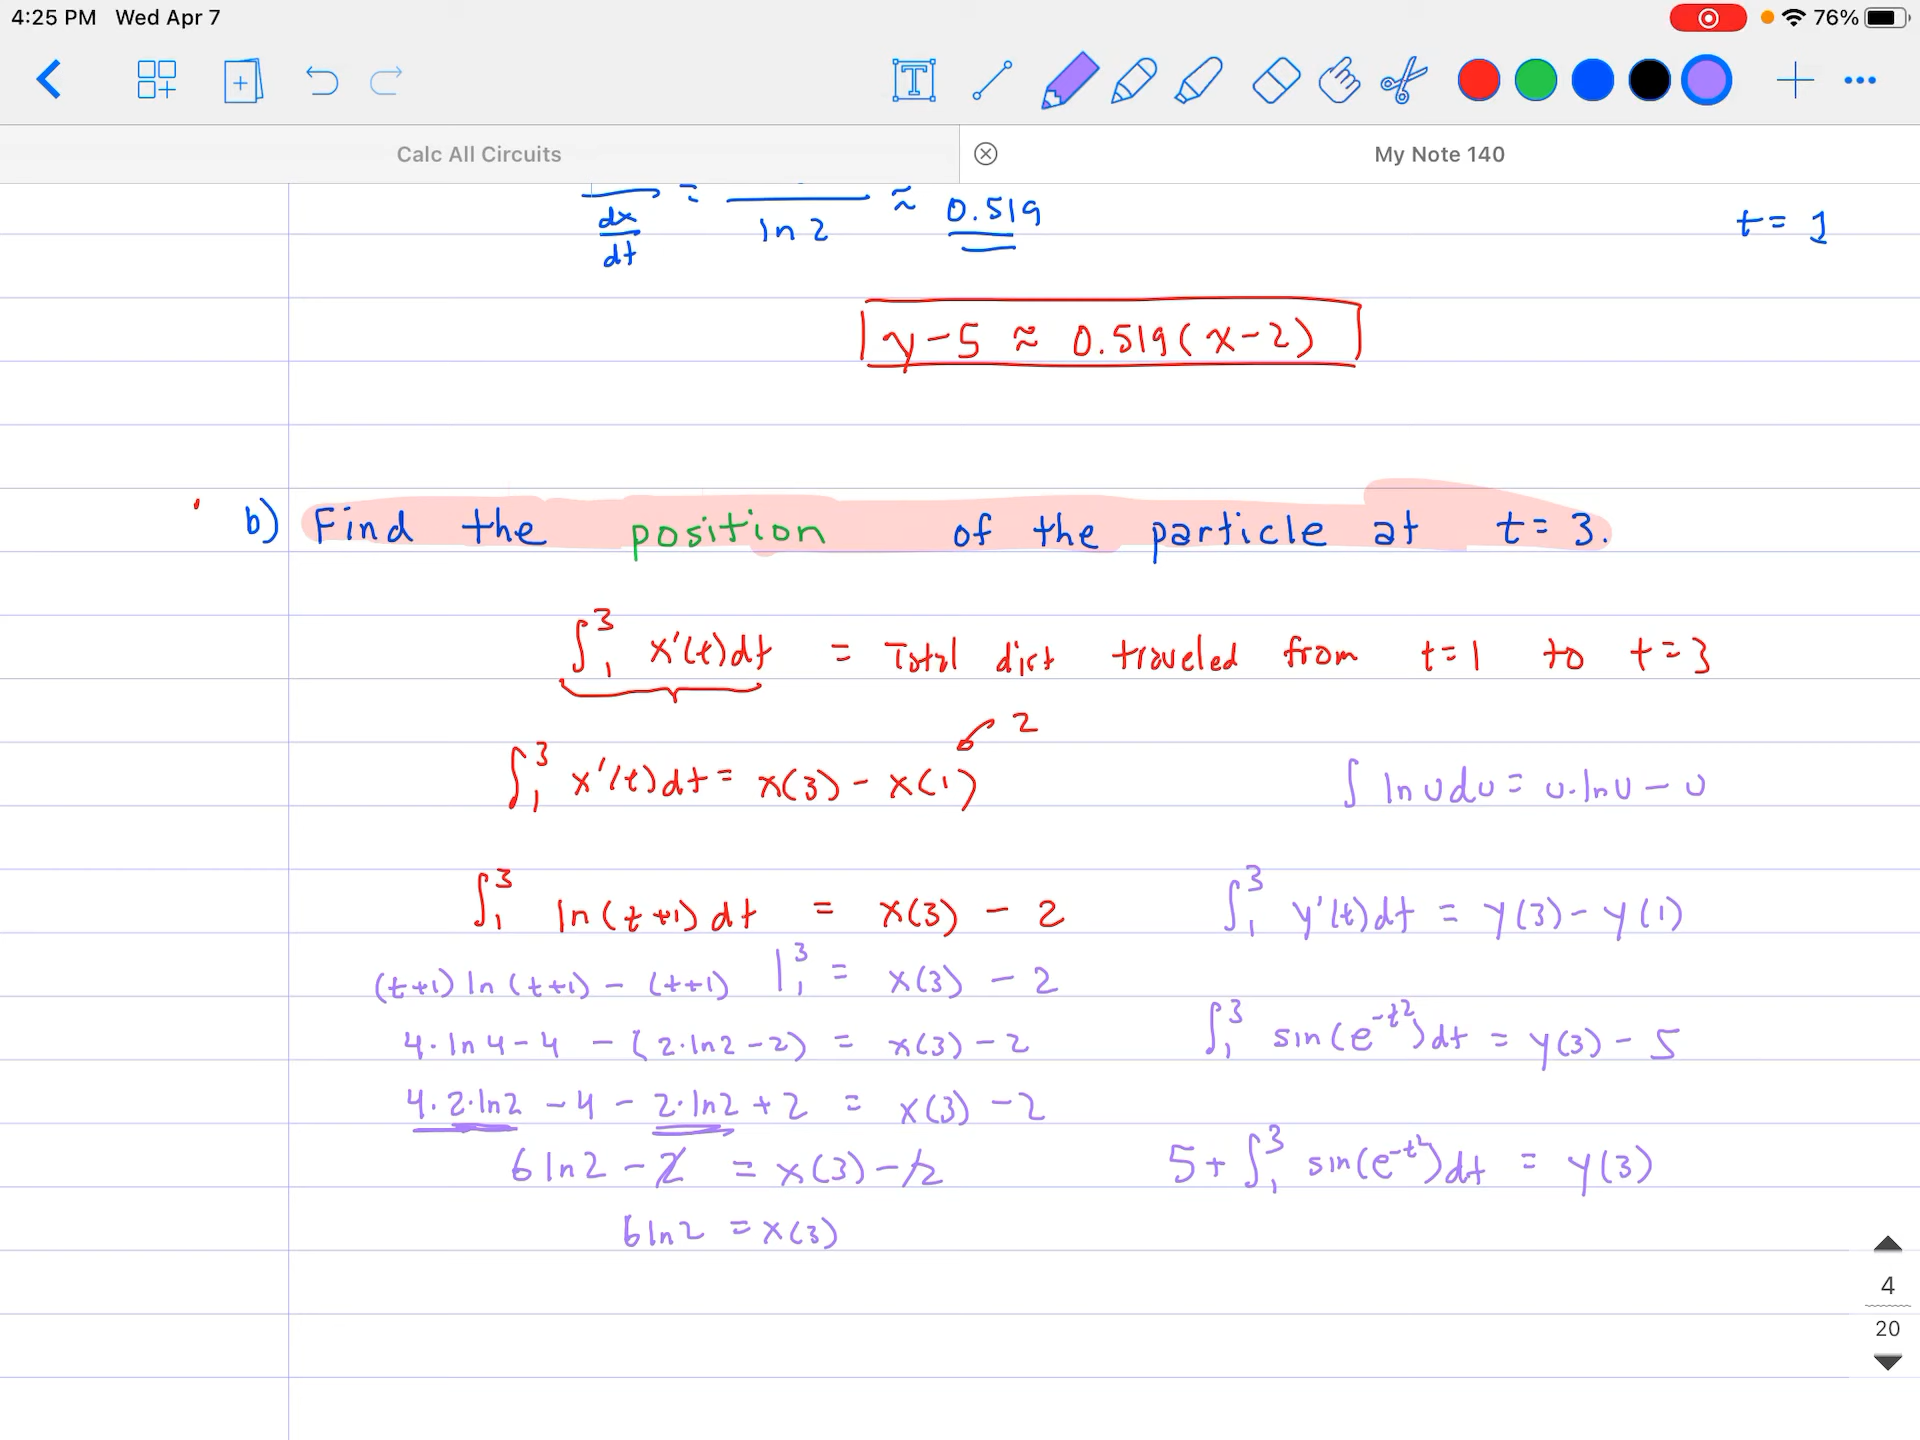 4:25 PM Wed Apr 7
76%
T
Calc All Circuits
My Note 140
dx/dt = / ln 2 ≈ 0.519
t = 1
y-5 ≈ 0.519(x-2)
b) Find the position of the particle at t=3.
∫₁³ x'(t)dt = Total dist traveled from t=1 to t=3
2
∫₁³ x'(t)dt = x(3) - x(1)
∫ ln u du = u·ln u - u
∫₁³ ln(t+1)dt = x(3) - 2
∫₁³ y'(t)dt = y(3) - y(1)
(t+1) ln(t+1) - (t+1) |₁³ = x(3) - 2
4·ln4-4 - (2·ln2-2) = x(3)-2
∫₁³ sin(e^-t²)dt = y(3) - 5
4·2·ln2 -4 - 2·ln2+2 = x(3) -2
6 ln2 - 2 = x(3) - 2
5+ ∫₁³ sin(e^-t²)dt = y(3)
6ln2 = x(3)
4
20